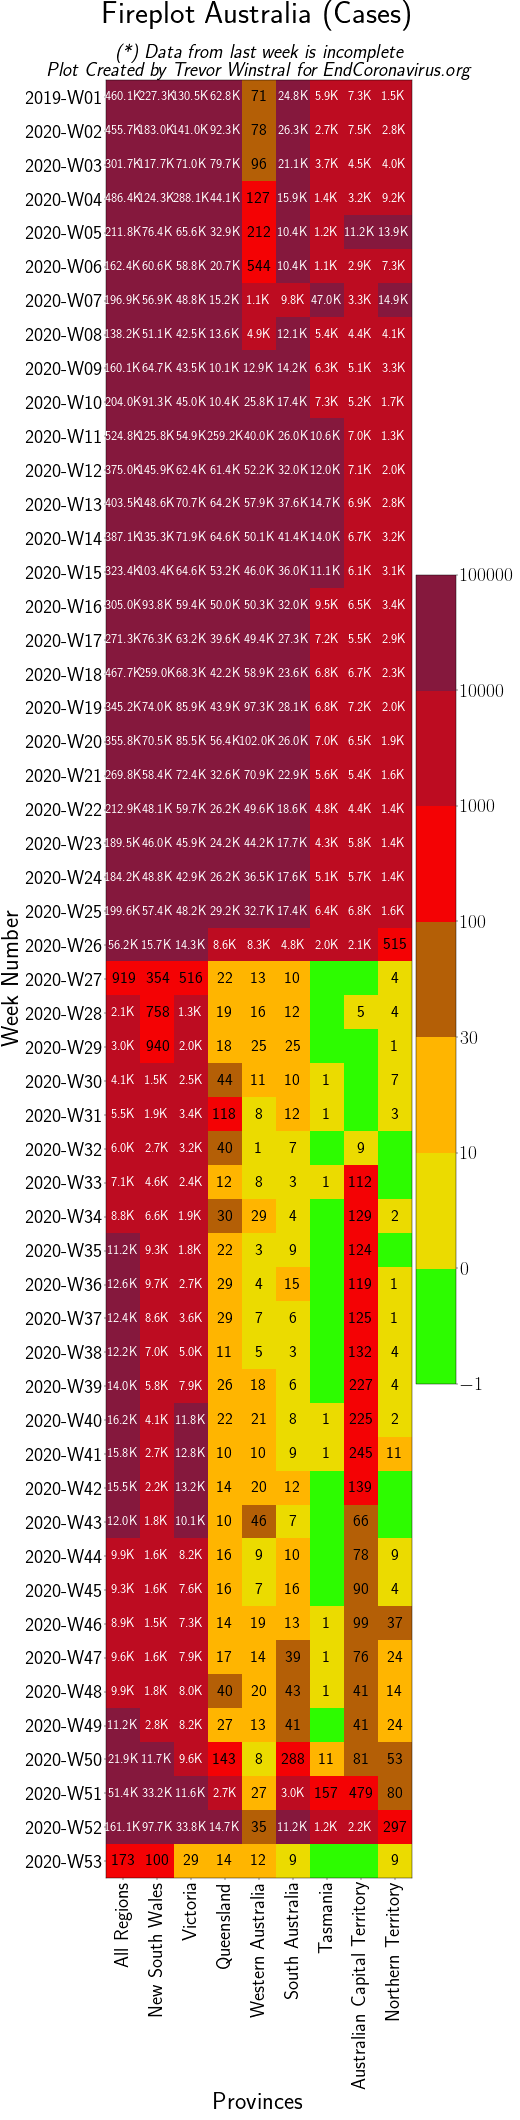 Fireplot Australia (Cases)
(*) Data from last week is incomplete
Plot Created by Trevor Winstral for EndCoronavirus.org
2019-W01 460.1K 227.3K 130.5K 62.8K 71 24.8K 5.9K 7.3K 1.5K
2020-W02 455.7K 183.0K 141.0K 92.3K 78 26.3K 2.7K 7.5K 2.8K
2020-W03 301.7K 117.7K 71.0K 79.7K 96 21.1K 3.7K 4.5K 4.0K
2020-W04 486.4K 124.3K 288.1K 44.1K 127 15.9K 1.4K 3.2K 9.2K
2020-W05 211.8K 76.4K 65.6K 32.9K 212 10.4K 1.2K 11.2K 13.9K
2020-W06 162.4K 60.6K 58.8K 20.7K 544 10.4K 1.1K 2.9K 7.3K
2020-W07 196.9K 56.9K 48.8K 15.2K 1.1K 9.8K 47.0K 3.3K 14.9K
2020-W08 138.2K 51.1K 42.5K 13.6K 4.9K 12.1K 5.4K 4.4K 4.1K
2020-W09 160.1K 64.7K 43.5K 10.1K 12.9K 14.2K 6.3K 5.1K 3.3K
2020-W10 204.0K 91.3K 45.0K 10.4K 25.8K 17.4K 7.3K 5.2K 1.7K
2020-W11 524.8K 125.8K 54.9K 259.2K 40.0K 26.0K 10.6K 7.0K 1.3K
2020-W12 375.0K 145.9K 62.4K 61.4K 52.2K 32.0K 12.0K 7.1K 2.0K
2020-W13 403.5K 148.6K 70.7K 64.2K 57.9K 37.6K 14.7K 6.9K 2.8K
2020-W14 387.1K 135.3K 71.9K 64.6K 50.1K 41.4K 14.0K 6.7K 3.2K
2020-W15 323.4K 103.4K 64.6K 53.2K 46.0K 36.0K 11.1K 6.1K 3.1K
2020-W16 305.0K 93.8K 59.4K 50.0K 50.3K 32.0K 9.5K 6.5K 3.4K
2020-W17 271.3K 76.3K 63.2K 39.6K 49.4K 27.3K 7.2K 5.5K 2.9K
2020-W18 467.7K 259.0K 68.3K 42.2K 58.9K 23.6K 6.8K 6.7K 2.3K
2020-W19 345.2K 74.0K 85.9K 43.9K 97.3K 28.1K 6.8K 7.2K 2.0K
2020-W20 355.8K 70.5K 85.5K 56.4K 102.0K 26.0K 7.0K 6.5K 1.9K
2020-W21 269.8K 58.4K 72.4K 32.6K 70.9K 22.9K 5.6K 5.4K 1.6K
2020-W22 212.9K 48.1K 59.7K 26.2K 49.6K 18.6K 4.8K 4.4K 1.4K
2020-W23 189.5K 46.0K 45.9K 24.2K 44.2K 17.7K 4.3K 5.8K 1.4K
2020-W24 184.2K 48.8K 42.9K 26.2K 36.5K 17.6K 5.1K 5.7K 1.4K
2020-W25 199.6K 57.4K 48.2K 29.2K 32.7K 17.4K 6.4K 6.8K 1.6K
2020-W26 56.2K 15.7K 14.3K 8.6K 8.3K 4.8K 2.0K 2.1K 515
2020-W27 919 354 516 22 13 10 4
2020-W28 2.1K 758 1.3K 19 16 12 5 4
2020-W29 3.0K 940 2.0K 18 25 25 1
2020-W30 4.1K 1.5K 2.5K 44 11 10 1 7
2020-W31 5.5K 1.9K 3.4K 118 8 12 1 3
2020-W32 6.0K 2.7K 3.2K 40 1 7 9
2020-W33 7.1K 4.6K 2.4K 12 8 3 1 112
2020-W34 8.8K 6.6K 1.9K 30 29 4 129 2
2020-W35 11.2K 9.3K 1.8K 22 3 9 124
2020-W36 12.6K 9.7K 2.7K 29 4 15 119 1
2020-W37 12.4K 8.6K 3.6K 29 7 6 125 1
2020-W38 12.2K 7.0K 5.0K 11 5 3 132 4
2020-W39 14.0K 5.8K 7.9K 26 18 6 227 4
2020-W40 16.2K 4.1K 11.8K 22 21 8 1 225 2
2020-W41 15.8K 2.7K 12.8K 10 10 9 1 245 11
2020-W42 15.5K 2.2K 13.2K 14 20 12 139
2020-W43 12.0K 1.8K 10.1K 10 46 7 66
2020-W44 9.9K 1.6K 8.2K 16 9 10 78 9
2020-W45 9.3K 1.6K 7.6K 16 7 16 90 4
2020-W46 8.9K 1.5K 7.3K 14 19 13 1 99 37
2020-W47 9.6K 1.6K 7.9K 17 14 39 1 76 24
2020-W48 9.9K 1.8K 8.0K 40 20 43 1 41 14
2020-W49 11.2K 2.8K 8.2K 27 13 41 41 24
2020-W50 21.9K 11.7K 9.6K 143 8 288 11 81 53
2020-W51 51.4K 33.2K 11.6K 2.7K 27 3.0K 157 479 80
2020-W52 161.1K 97.7K 33.8K 14.7K 35 11.2K 1.2K 2.2K 297
2020-W53 173 100 29 14 12 9 9
Week Number
All Regions
New South Wales
Victoria
Queensland
Western Australia
South Australia
Tasmania
Australian Capital Territory
Northern Territory
Provinces
100000
10000
1000
100
30
10
0
−1